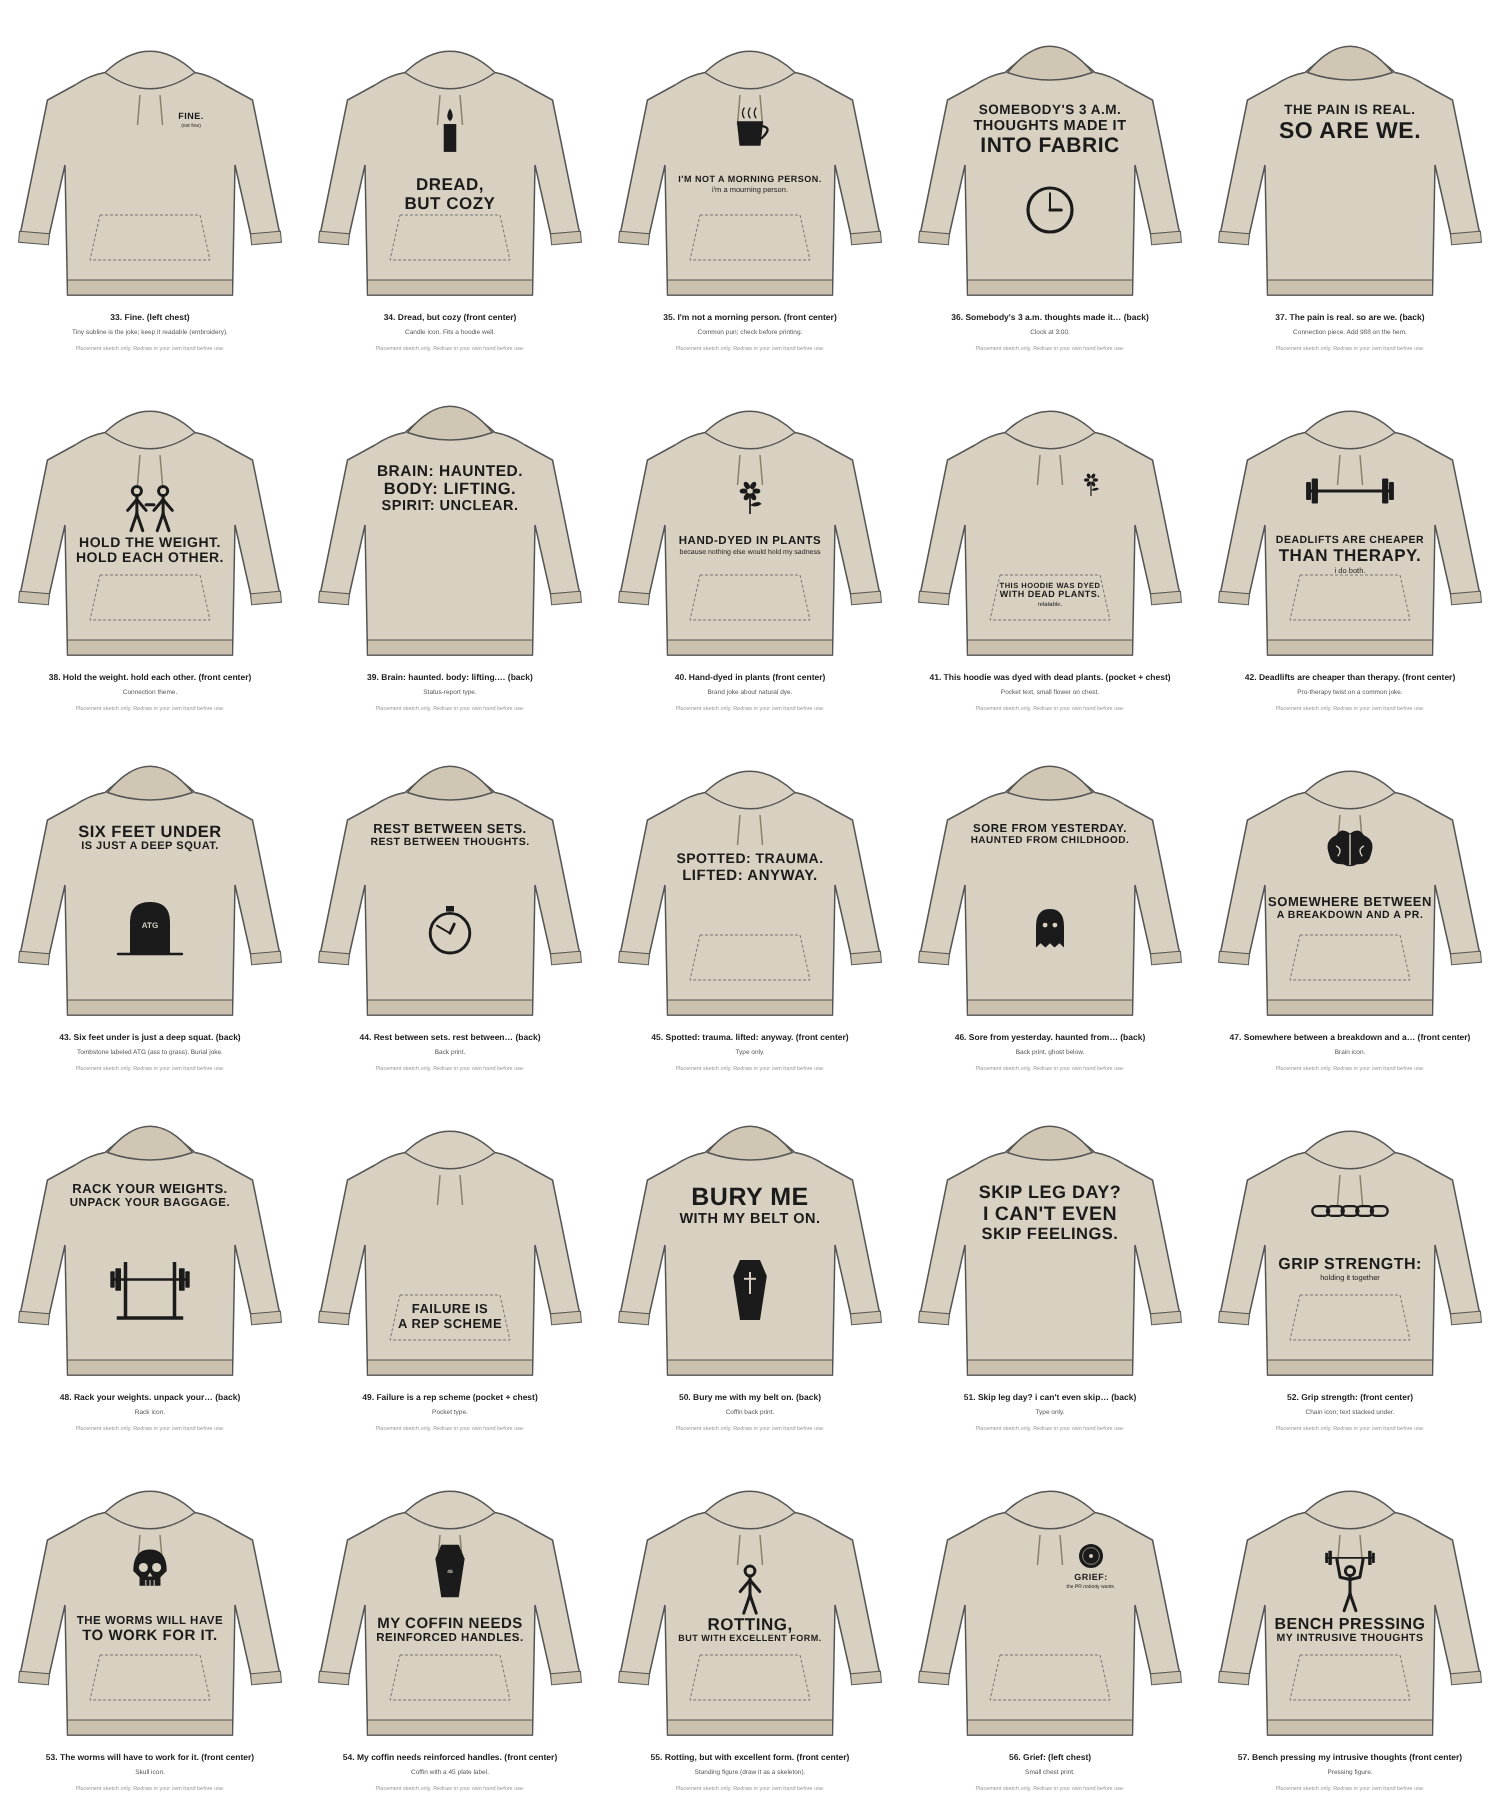 FINE.
(not fine)
33. Fine. (left chest)
Tiny subline is the joke; keep it readable (embroidery).
Placement sketch only. Redraw in your own hand before use.
DREAD,
BUT COZY
34. Dread, but cozy (front center)
Candle icon. Fits a hoodie well.
Placement sketch only. Redraw in your own hand before use.
I'M NOT A MORNING PERSON.
i'm a mourning person.
35. I'm not a morning person. (front center)
Common pun; check before printing.
Placement sketch only. Redraw in your own hand before use.
SOMEBODY'S 3 A.M.
THOUGHTS MADE IT
INTO FABRIC
36. Somebody's 3 a.m. thoughts made it… (back)
Clock at 3:00.
Placement sketch only. Redraw in your own hand before use.
THE PAIN IS REAL.
SO ARE WE.
37. The pain is real. so are we. (back)
Connection piece. Add 988 on the hem.
Placement sketch only. Redraw in your own hand before use.
HOLD THE WEIGHT.
HOLD EACH OTHER.
38. Hold the weight. hold each other. (front center)
Connection theme.
Placement sketch only. Redraw in your own hand before use.
BRAIN: HAUNTED.
BODY: LIFTING.
SPIRIT: UNCLEAR.
39. Brain: haunted. body: lifting.… (back)
Status-report type.
Placement sketch only. Redraw in your own hand before use.
HAND-DYED IN PLANTS
because nothing else would hold my sadness
40. Hand-dyed in plants (front center)
Brand joke about natural dye.
Placement sketch only. Redraw in your own hand before use.
THIS HOODIE WAS DYED
WITH DEAD PLANTS.
relatable.
41. This hoodie was dyed with dead plants. (pocket + chest)
Pocket text, small flower on chest.
Placement sketch only. Redraw in your own hand before use.
DEADLIFTS ARE CHEAPER
THAN THERAPY.
i do both.
42. Deadlifts are cheaper than therapy. (front center)
Pro-therapy twist on a common joke.
Placement sketch only. Redraw in your own hand before use.
SIX FEET UNDER
IS JUST A DEEP SQUAT.
ATG
43. Six feet under is just a deep squat. (back)
Tombstone labeled ATG (ass to grass). Burial joke.
Placement sketch only. Redraw in your own hand before use.
REST BETWEEN SETS.
REST BETWEEN THOUGHTS.
44. Rest between sets. rest between… (back)
Back print.
Placement sketch only. Redraw in your own hand before use.
SPOTTED: TRAUMA.
LIFTED: ANYWAY.
45. Spotted: trauma. lifted: anyway. (front center)
Type only.
Placement sketch only. Redraw in your own hand before use.
SORE FROM YESTERDAY.
HAUNTED FROM CHILDHOOD.
46. Sore from yesterday. haunted from… (back)
Back print, ghost below.
Placement sketch only. Redraw in your own hand before use.
SOMEWHERE BETWEEN
A BREAKDOWN AND A PR.
47. Somewhere between a breakdown and a… (front center)
Brain icon.
Placement sketch only. Redraw in your own hand before use.
RACK YOUR WEIGHTS.
UNPACK YOUR BAGGAGE.
48. Rack your weights. unpack your… (back)
Rack icon.
Placement sketch only. Redraw in your own hand before use.
FAILURE IS
A REP SCHEME
49. Failure is a rep scheme (pocket + chest)
Pocket type.
Placement sketch only. Redraw in your own hand before use.
BURY ME
WITH MY BELT ON.
50. Bury me with my belt on. (back)
Coffin back print.
Placement sketch only. Redraw in your own hand before use.
SKIP LEG DAY?
I CAN'T EVEN
SKIP FEELINGS.
51. Skip leg day? i can't even skip… (back)
Type only.
Placement sketch only. Redraw in your own hand before use.
GRIP STRENGTH:
holding it together
52. Grip strength: (front center)
Chain icon; text stacked under.
Placement sketch only. Redraw in your own hand before use.
THE WORMS WILL HAVE
TO WORK FOR IT.
53. The worms will have to work for it. (front center)
Skull icon.
Placement sketch only. Redraw in your own hand before use.
45
MY COFFIN NEEDS
REINFORCED HANDLES.
54. My coffin needs reinforced handles. (front center)
Coffin with a 45 plate label.
Placement sketch only. Redraw in your own hand before use.
ROTTING,
BUT WITH EXCELLENT FORM.
55. Rotting, but with excellent form. (front center)
Standing figure (draw it as a skeleton).
Placement sketch only. Redraw in your own hand before use.
GRIEF:
the PR nobody wants.
56. Grief: (left chest)
Small chest print.
Placement sketch only. Redraw in your own hand before use.
BENCH PRESSING
MY INTRUSIVE THOUGHTS
57. Bench pressing my intrusive thoughts (front center)
Pressing figure.
Placement sketch only. Redraw in your own hand before use.